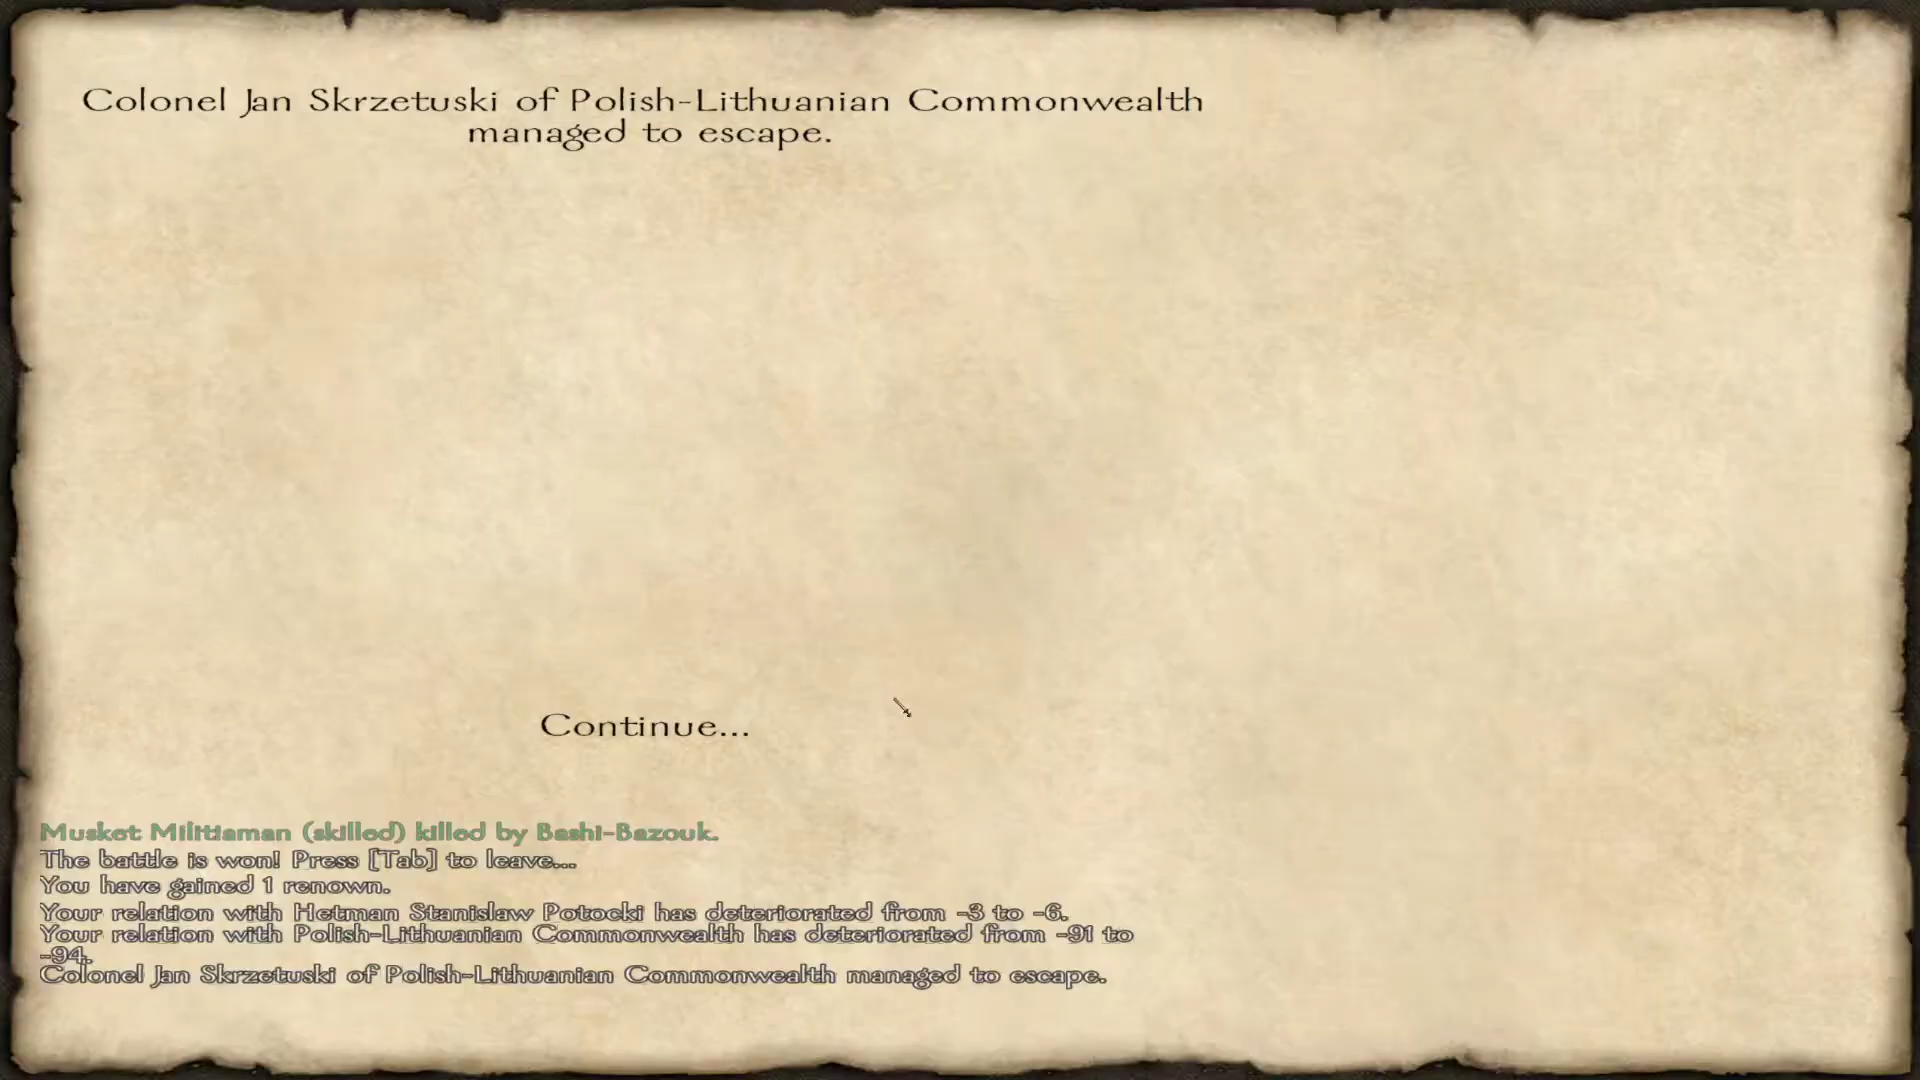 Colonel Jan Skrzetuski of Polish-Lithuanian Commonwealth
managed to escape.
Continue...
Musket Militiaman (skilled) killed by Bashi-Bazouk.
The battle is won! Press [Tab] to leave...
You have gained 1 renown.
Your relation with Hetman Stanislaw Potocki has deteriorated from -3 to -6.
Your relation with Polish-Lithuanian Commonwealth has deteriorated from -91 to
-94.
Colonel Jan Skrzetuski of Polish-Lithuanian Commonwealth managed to escape.